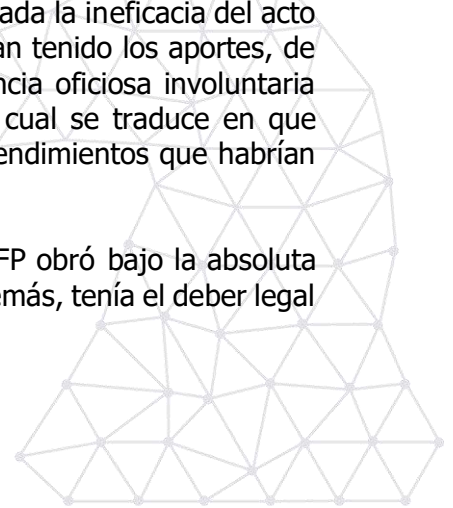 ada la ineficacia del acto
an tenido los aportes, de
ncia oficiosa involuntaria
cual se traduce en que
endimientos que habrían
FP obró bajo la absoluta
emás, tenía el deber legal